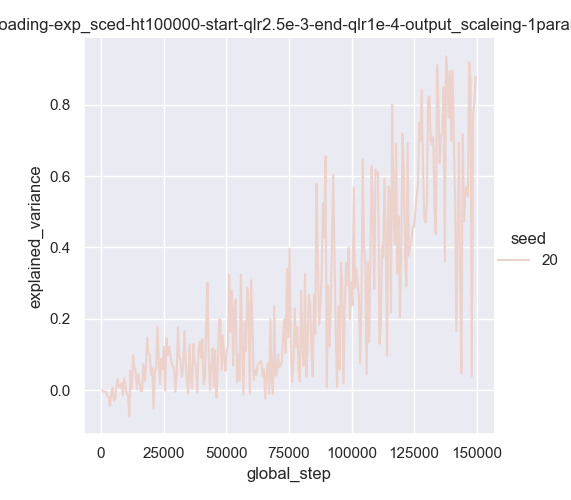 oading-exp_sced-ht100000-start-qlr2.5e-3-end-qlr1e-4-output_scaleing-1para
explained_variance
0.8
0.6
0.4
0.2
0.0
seed
20
0 25000 50000 75000 100000 125000 150000
global_step